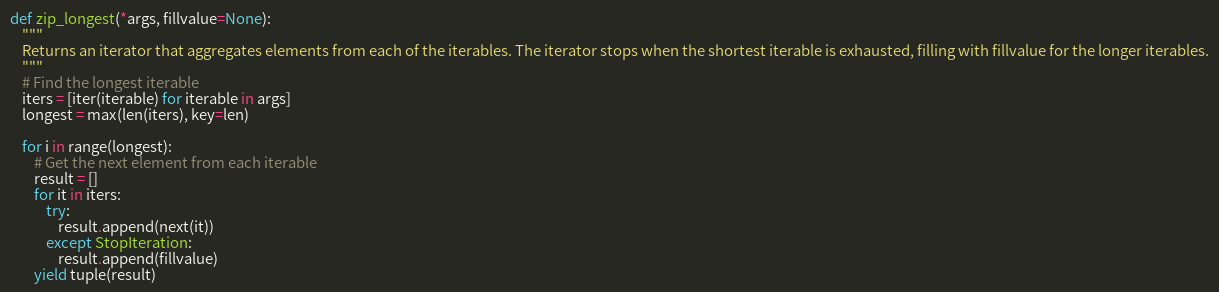 def zip_longest(*args, fillvalue=None):
"""
Returns an iterator that aggregates elements from each of the iterables. The iterator stops when the shortest iterable is exhausted, filling with fillvalue for the longer iterables.
"""
# Find the longest iterable
iters = [iter(iterable) for iterable in args]
longest = max(len(iters), key=len)
for i in range(longest):
# Get the next element from each iterable
result = []
for it in iters:
try:
result.append(next(it))
except StopIteration:
result.append(fillvalue)
yield tuple(result)